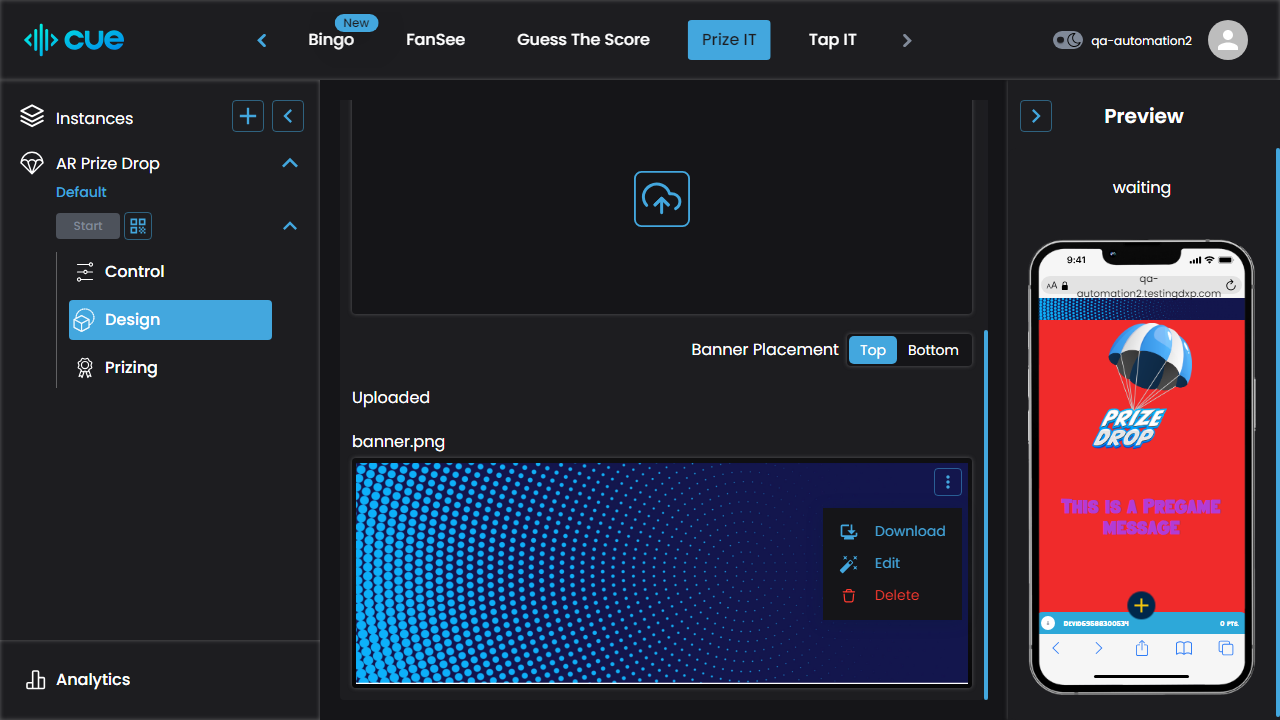 cue
New
Bingo
FanSee
Guess The Score
Prize IT
Tap IT
qa-automation2
Instances
AR Prize Drop
Default
Start
Control
Design
Prizing
Analytics
Banner Placement
Top
Bottom
Uploaded
banner.png
Download
Edit
Delete
Preview
waiting
9:41
AA
qa-
automation2.testingdxp.com
PRIZE
DROP
This is a Pregame
message
0 PTS.